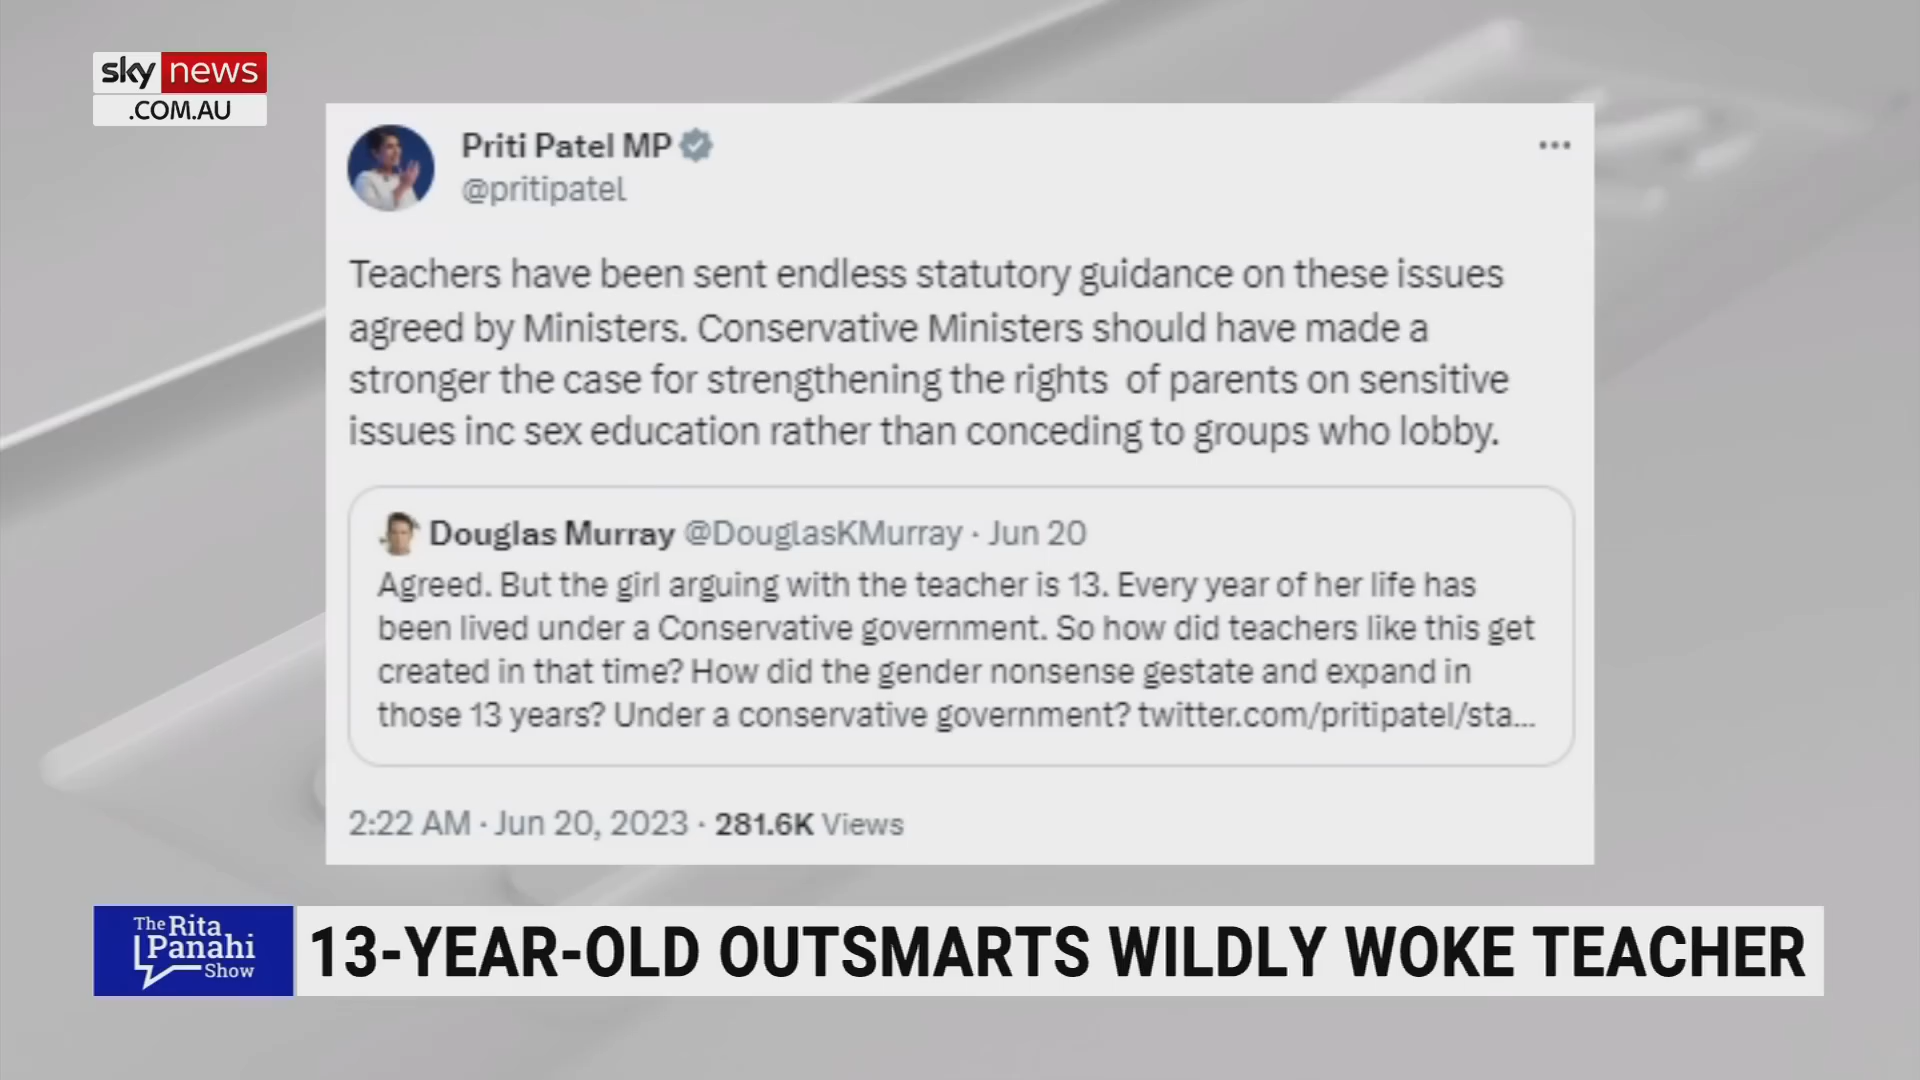 sky news
.COM.AU
Priti Patel MP
@pritipatel
Teachers have been sent endless statutory guidance on these issues
agreed by Ministers. Conservative Ministers should have made a
stronger the case for strengthening the rights  of parents on sensitive
issues inc sex education rather than conceding to groups who lobby.
Douglas Murray @DouglasKMurray · Jun 20
Agreed. But the girl arguing with the teacher is 13. Every year of her life has
been lived under a Conservative government. So how did teachers like this get
created in that time? How did the gender nonsense gestate and expand in
those 13 years? Under a conservative government? twitter.com/pritipatel/sta...
2:22 AM · Jun 20, 2023 · 281.6K Views
The Rita
Panahi
Show
13-YEAR-OLD OUTSMARTS WILDLY WOKE TEACHER